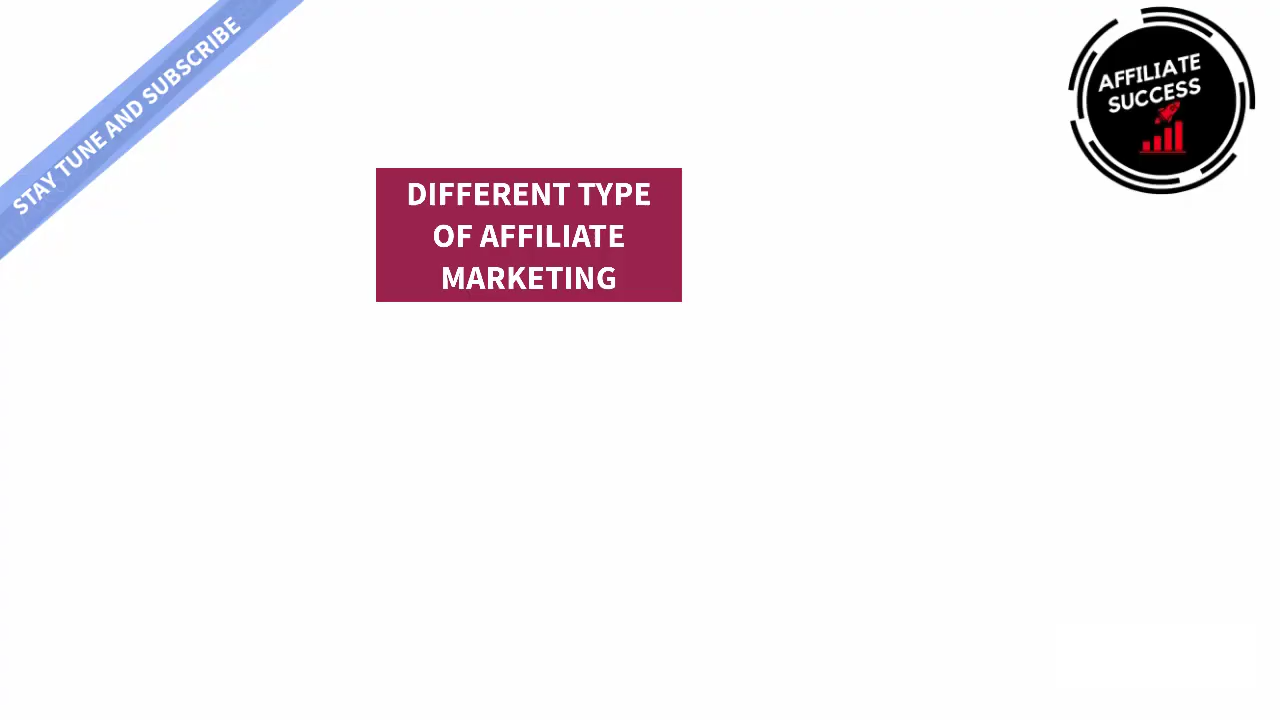 STAY TUNE AND SUBSCRIBE
AFFILIATE
SUCCESS
DIFFERENT TYPE
OF AFFILIATE
MARKETING